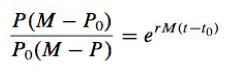 P(M − P₀) / P₀(M − P) = e^{rM(t−t₀)}